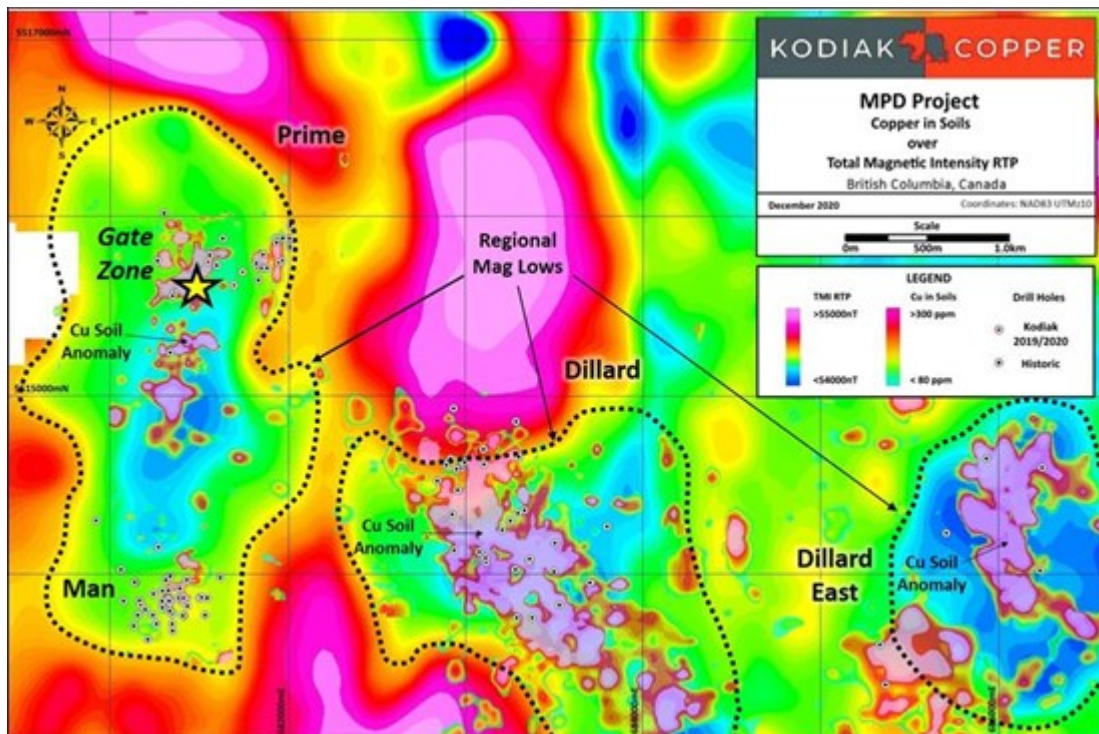 5517000mN
KODIAK COPPER
MPD Project
Copper in Soils
over
Total Magnetic Intensity RTP
British Columbia, Canada
December 2020
Coordinates: NAD83 UTMz10
Scale
0m 500m 1.0km
LEGEND
TMI RTP
Cu in Soils
Drill Holes
>55000nT
>300 ppm
Kodiak
2019/2020
Historic
<54000nT
< 80 ppm
N
W E
S
Prime
Gate
Zone
Cu Soil
Anomaly
5515000mN
Regional
Mag Lows
Dillard
Cu Soil
Anomaly
Man
Dillard
East
Cu Soil
Anomaly